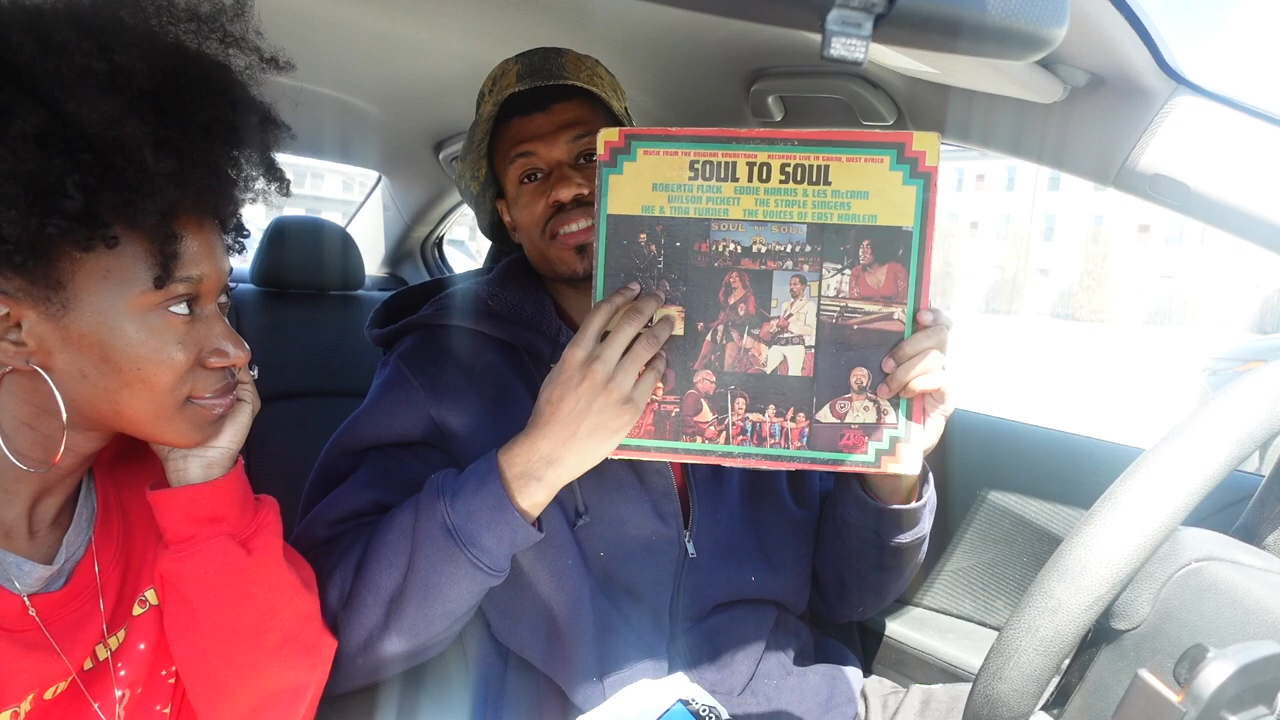 MUSIC FROM THE ORIGINAL SOUNDTRACK RECORDED LIVE IN GHANA, WEST AFRICA
SOUL TO SOUL
ROBERTA FLACK EDDIE HARRIS & LES McCANN
WILSON PICKETT THE STAPLE SINGERS
IKE & TINA TURNER THE VOICES OF EAST HARLEM
SOUL TO SOUL